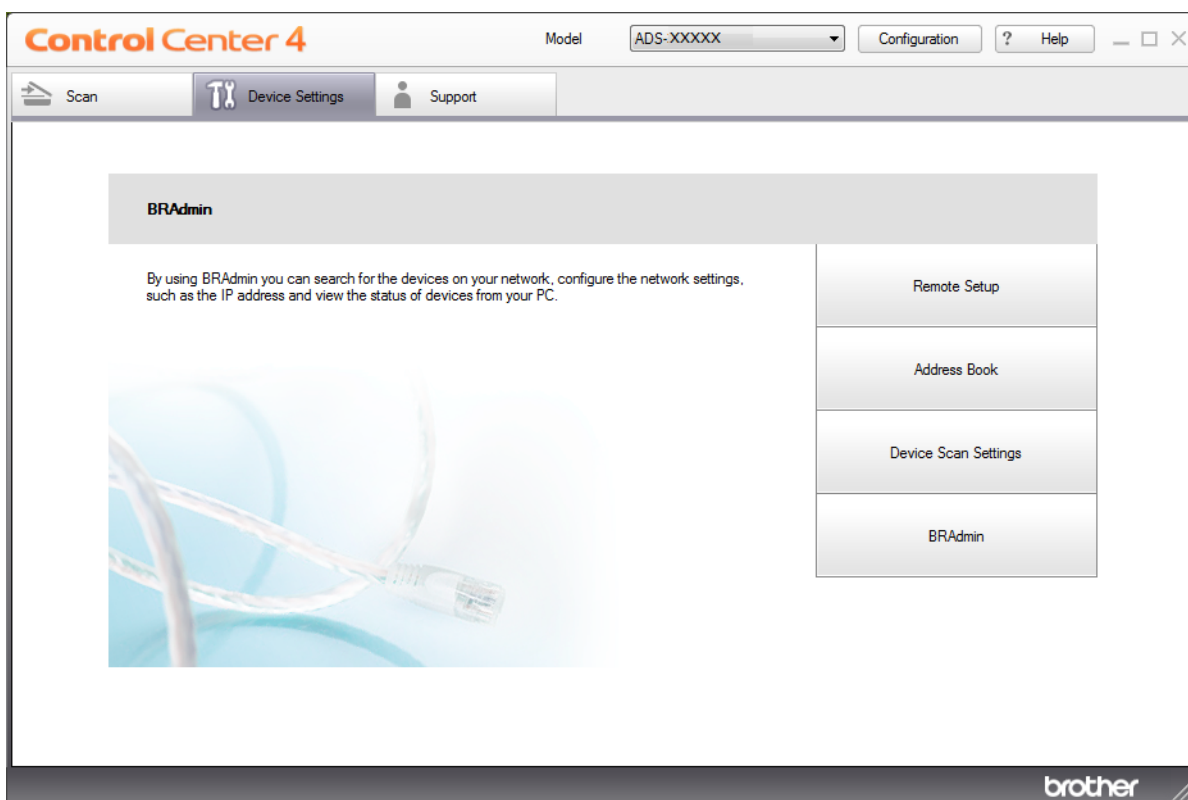 Control Center 4
Model
ADS-XXXXX
Configuration
? Help
Scan
Device Settings
Support
BRAdmin
By using BRAdmin you can search for the devices on your network, configure the network settings,
such as the IP address and view the status of devices from your PC.
Remote Setup
Address Book
Device Scan Settings
BRAdmin
brother